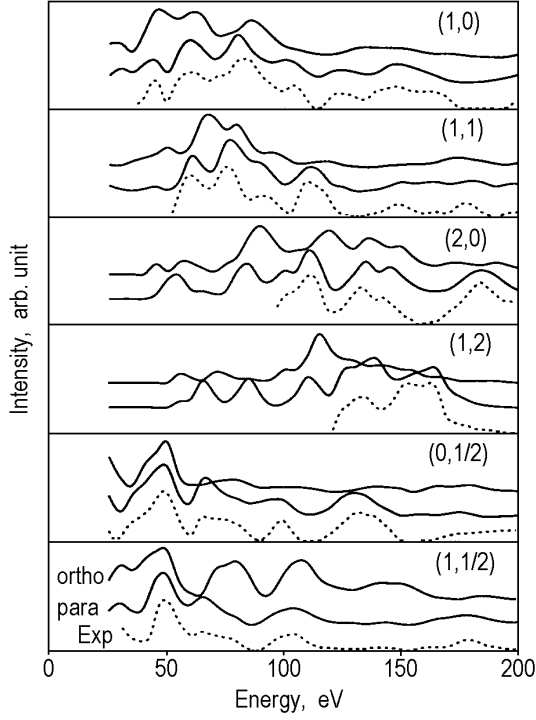 (1,0)
(1,1)
(2,0)
(1,2)
(0,1/2)
(1,1/2)
ortho
para
Exp
0 50 100 150 200
Energy, eV
Intensity, arb. unit